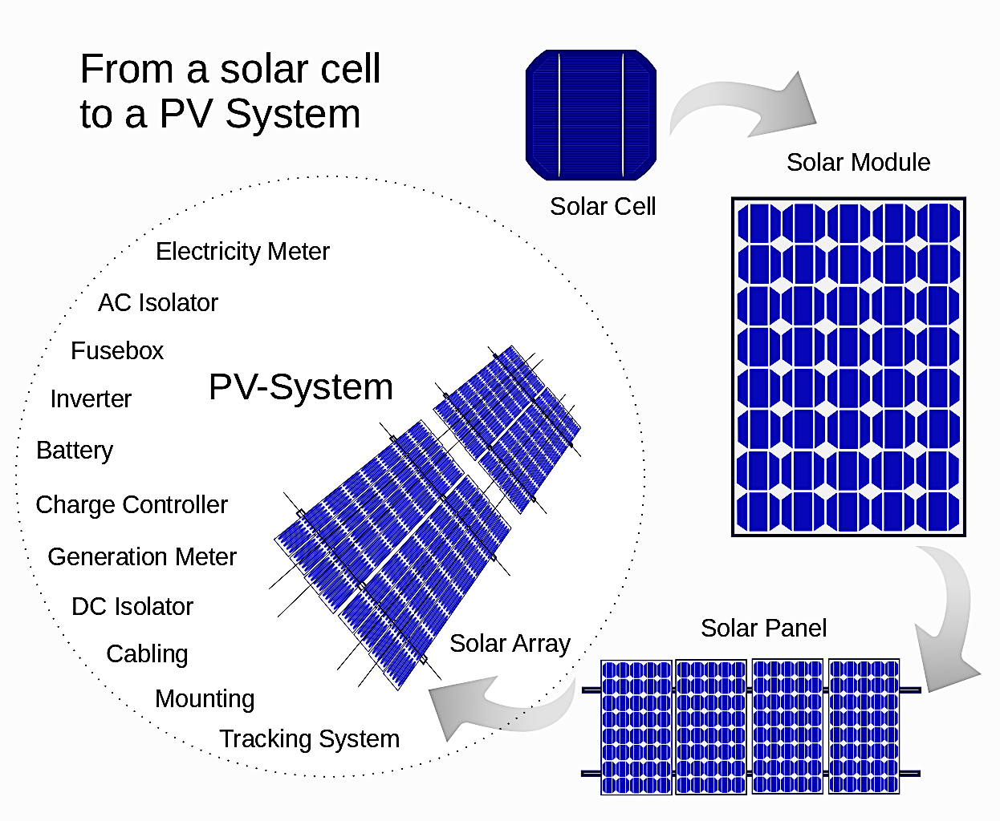 From a solar cell
to a PV System
Solar Cell
Solar Module
Electricity Meter
AC Isolator
Fusebox
PV-System
Inverter
Battery
Charge Controller
Generation Meter
DC Isolator
Cabling
Mounting
Tracking System
Solar Array
Solar Panel